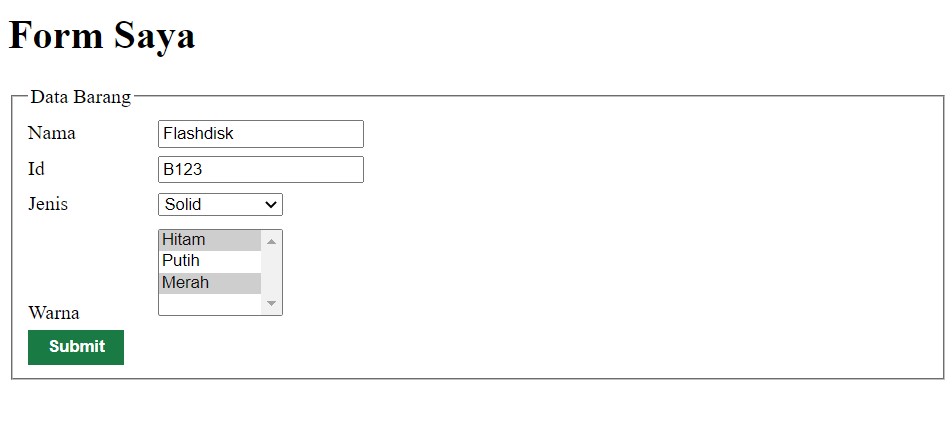 Form Saya
Data Barang
Nama Flashdisk
Id B123
Jenis Solid
Hitam
Putih
Merah
Warna
Submit